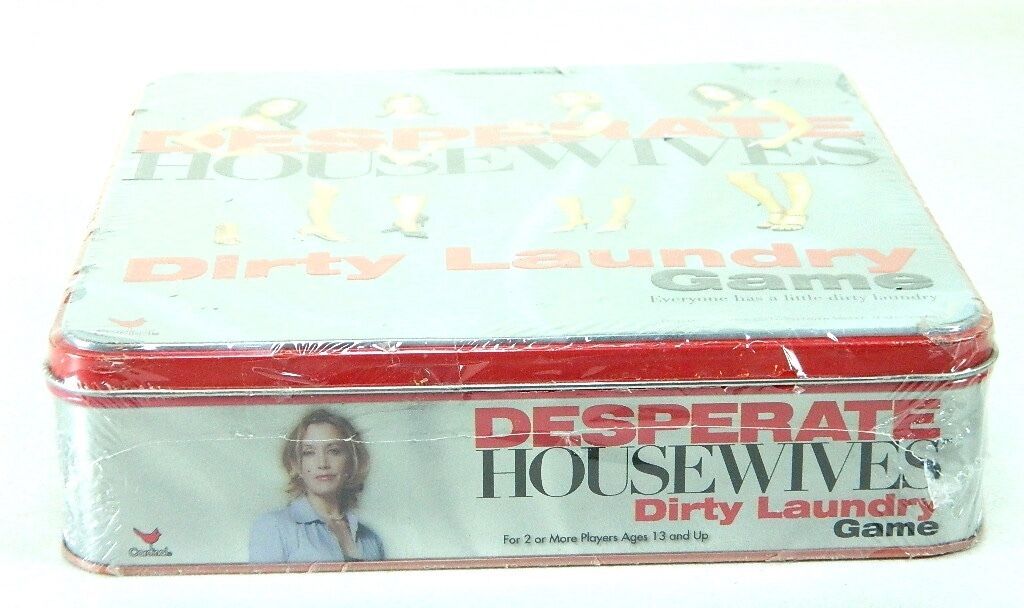 DESPERATE
HOUSEWIVES
Dirty Laundry
Game
Everyone has a little dirty laundry
DESPERATE
HOUSEWIVES
Dirty Laundry
Game
For 2 or More Players Ages 13 and Up
Cardinal